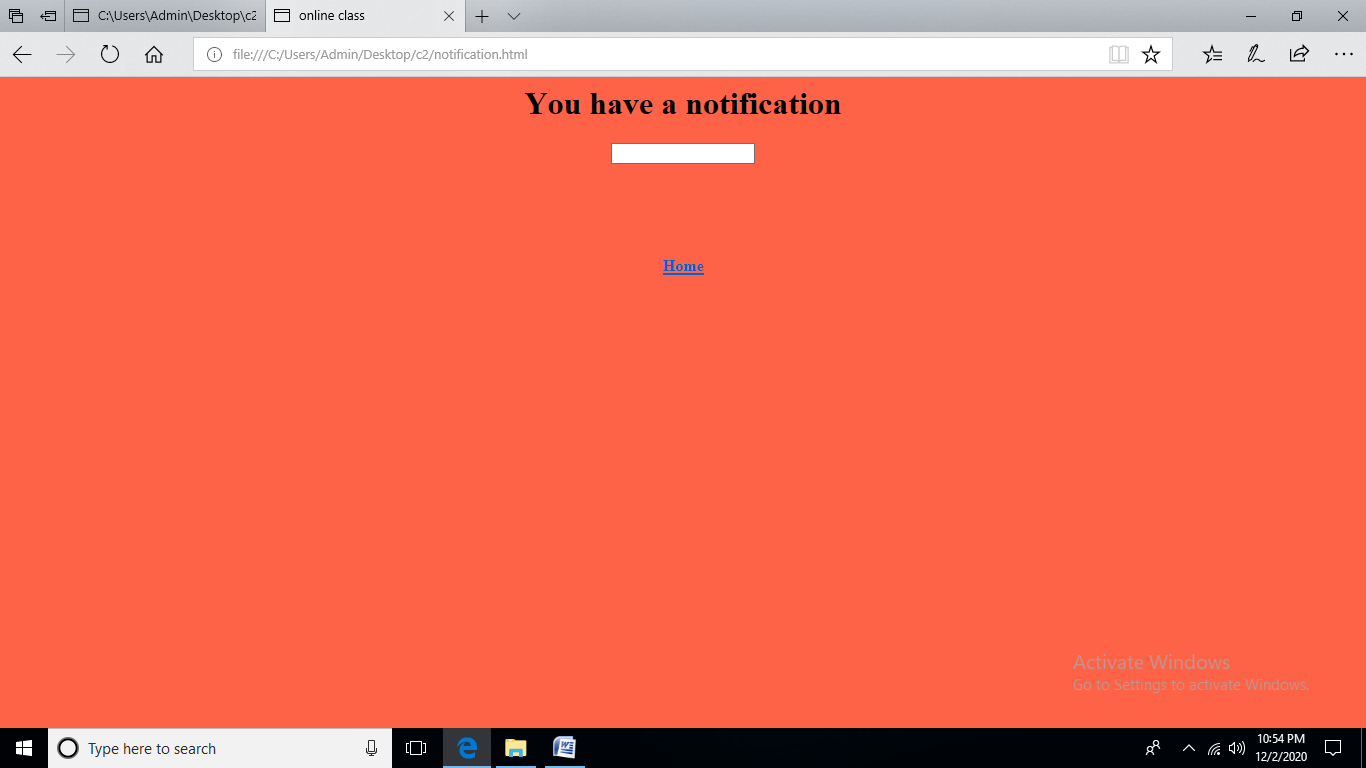 C:\Users\Admin\Desktop\c2
online class
file:///C:/Users/Admin/Desktop/c2/notification.html
You have a notification
Home
Activate Windows
Go to Settings to activate Windows.
Type here to search
10:54 PM
12/2/2020